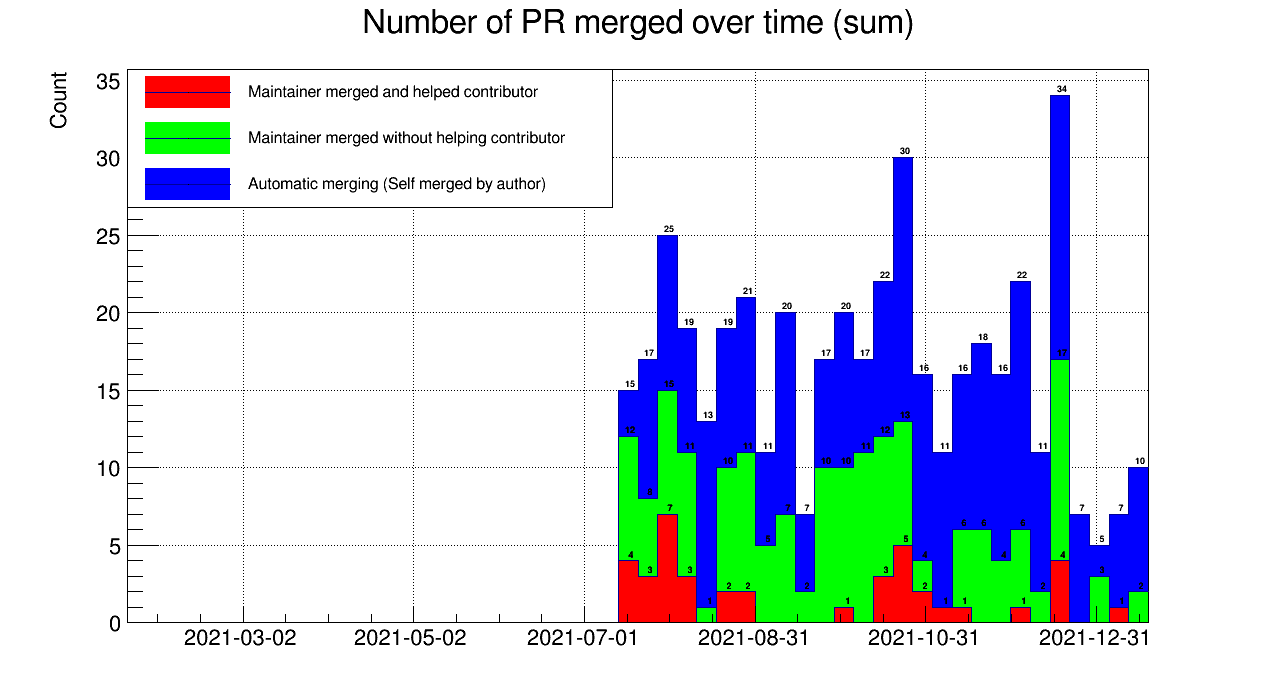 Number of PR merged over time (sum)
Count
Maintainer merged and helped contributor
Maintainer merged without helping contributor
Automatic merging (Self merged by author)
35
30
25
20
15
10
5
0
15 17 25 19 13 19 21 11 20 7 17 20 17 22 30 16 11 16 18 16 22 11 34 7 5 7 10
12 8 15 11 1 10 11 5 7 2 10 10 11 12 13 4 1 6 6 4 6 2 17 3 1 2
4 3 7 3 2 2 1 3 5 2 1 1 4
2021-03-02 2021-05-02 2021-07-01 2021-08-31 2021-10-31 2021-12-31